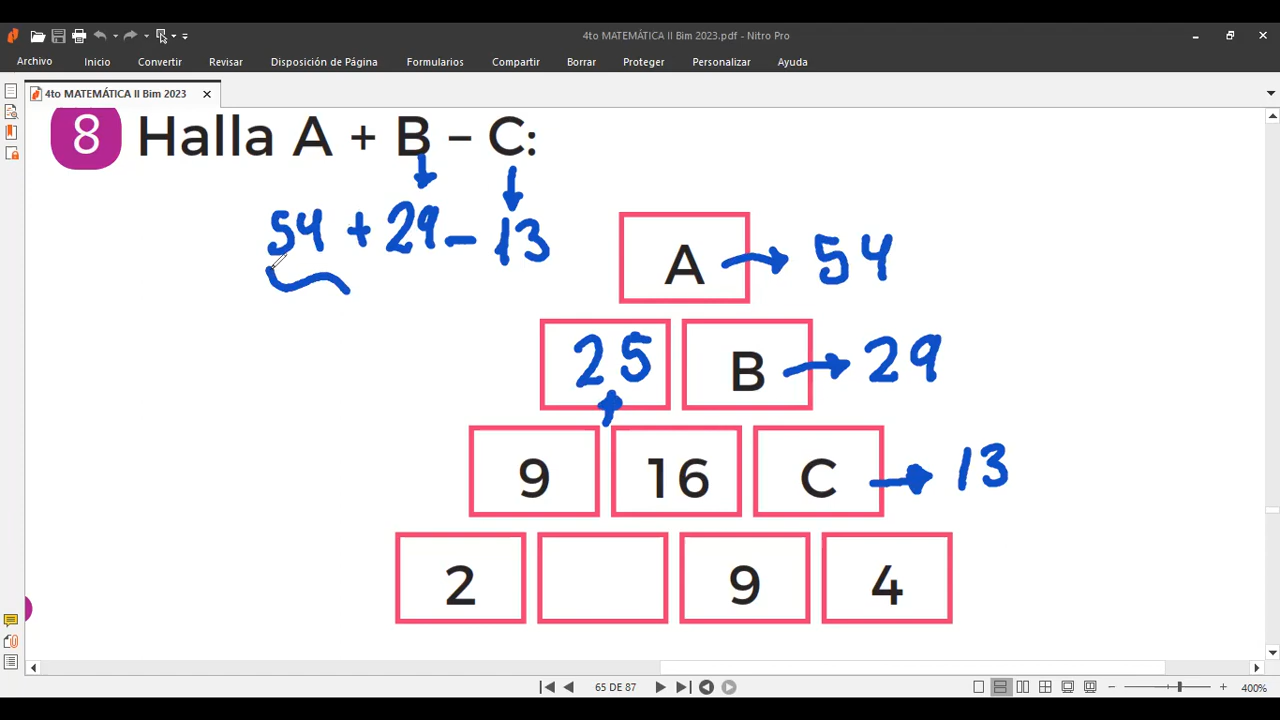 4to MATEMÁTICA II Bim 2023.pdf - Nitro Pro
Archivo Inicio Convertir Revisar Disposición de Página Formularios Compartir Borrar Proteger Personalizar Ayuda
4to MATEMÁTICA II Bim 2023
8 Halla A + B – C:
54 + 29 - 13
A 54
25 B 29
9 16 C 13
2 9 4
65 DE 87
400%